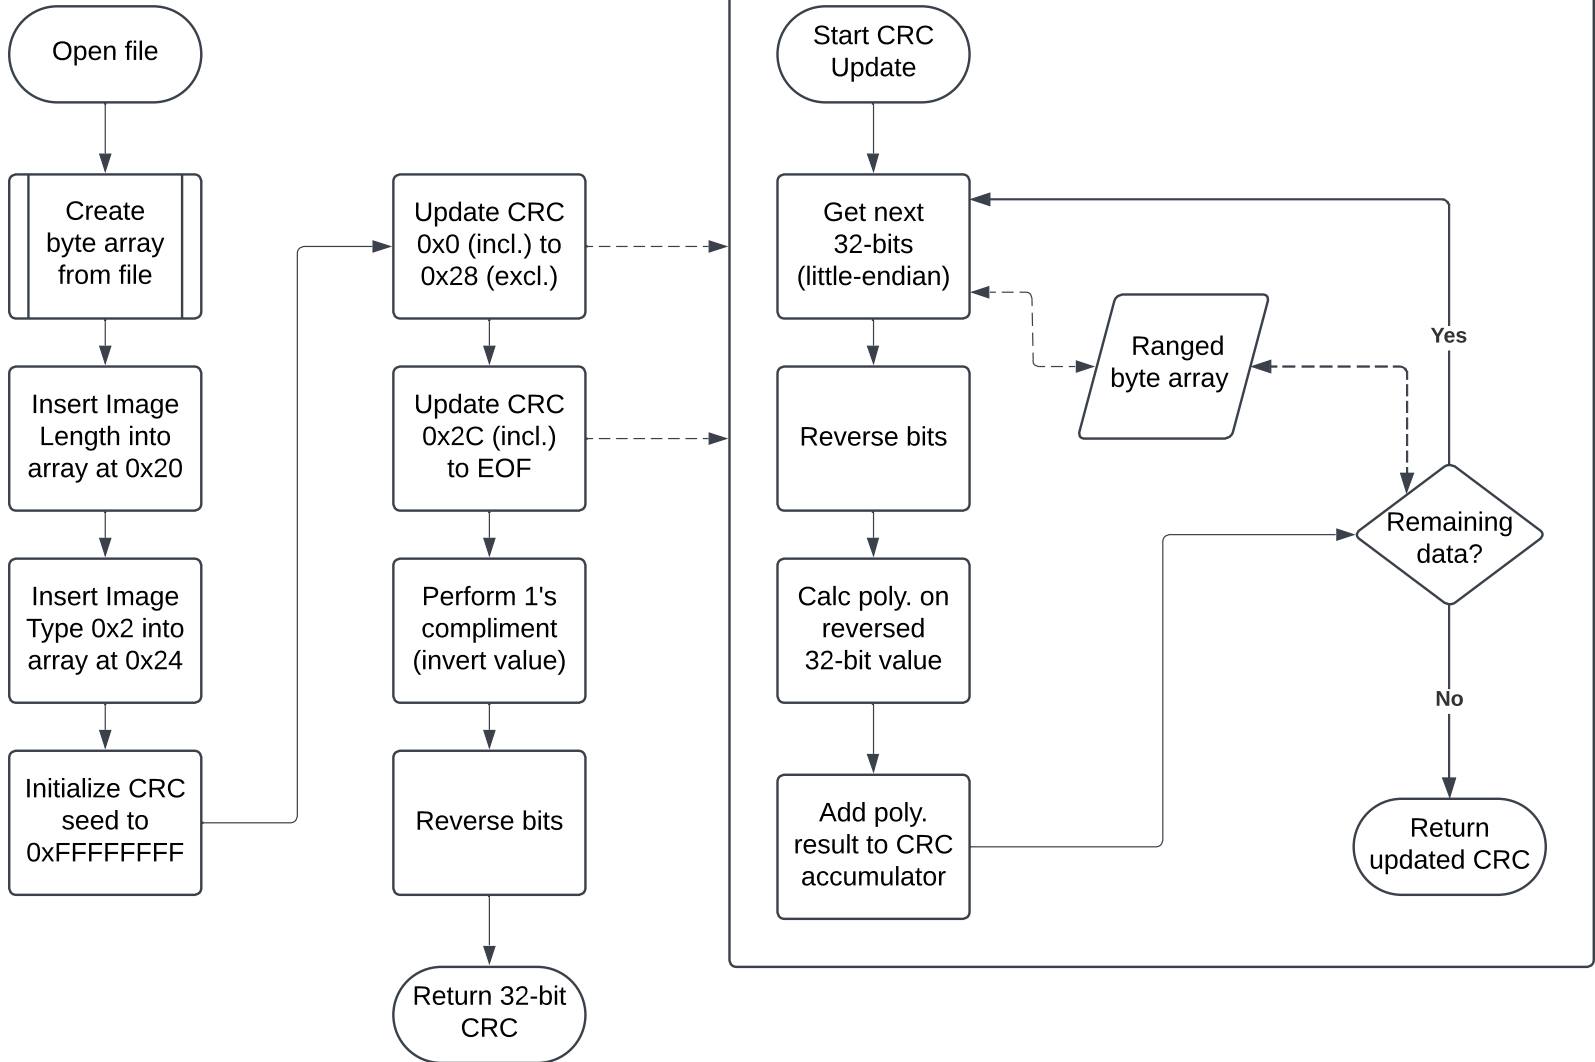 Open file
Create
byte array
from file
Insert Image
Length into
array at 0x20
Insert Image
Type 0x2 into
array at 0x24
Initialize CRC
seed to
0xFFFFFFFF
Update CRC
0x0 (incl.) to
0x28 (excl.)
Update CRC
0x2C (incl.)
to EOF
Perform 1's
compliment
(invert value)
Reverse bits
Return 32-bit
CRC
Start CRC
Update
Get next
32-bits
(little-endian)
Reverse bits
Calc poly. on
reversed
32-bit value
Add poly.
result to CRC
accumulator
Ranged
byte array
Yes
Remaining
data?
No
Return
updated CRC